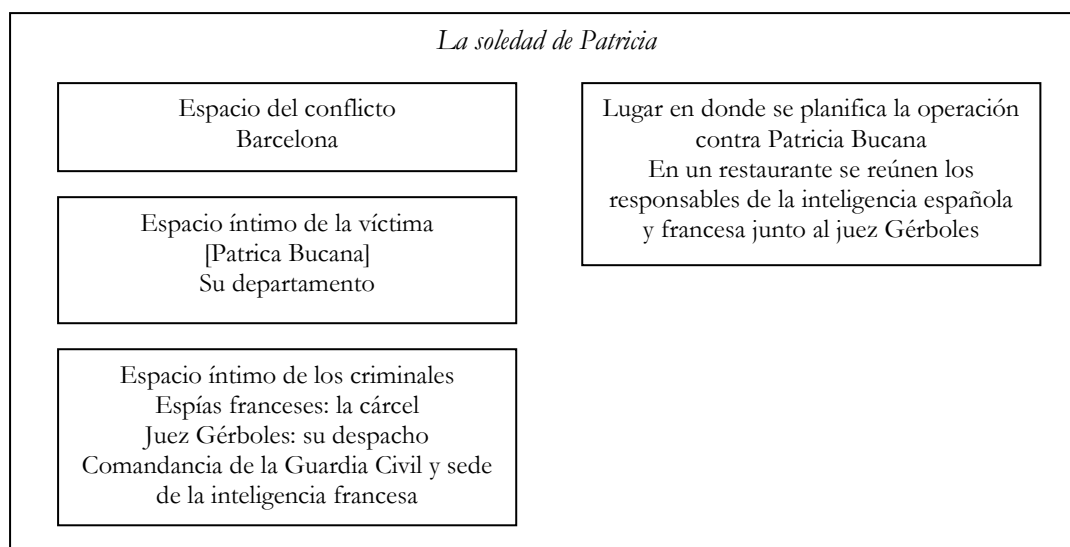 La soledad de Patricia
Espacio del conflicto
Barcelona
Espacio íntimo de la víctima
[Patrica Bucana]
Su departamento
Espacio íntimo de los criminales
Espías franceses: la cárcel
Juez Gérboles: su despacho
Comandancia de la Guardia Civil y sede
de la inteligencia francesa
Lugar en donde se planifica la operación
contra Patricia Bucana
En un restaurante se reúnen los
responsables de la inteligencia española
y francesa junto al juez Gérboles